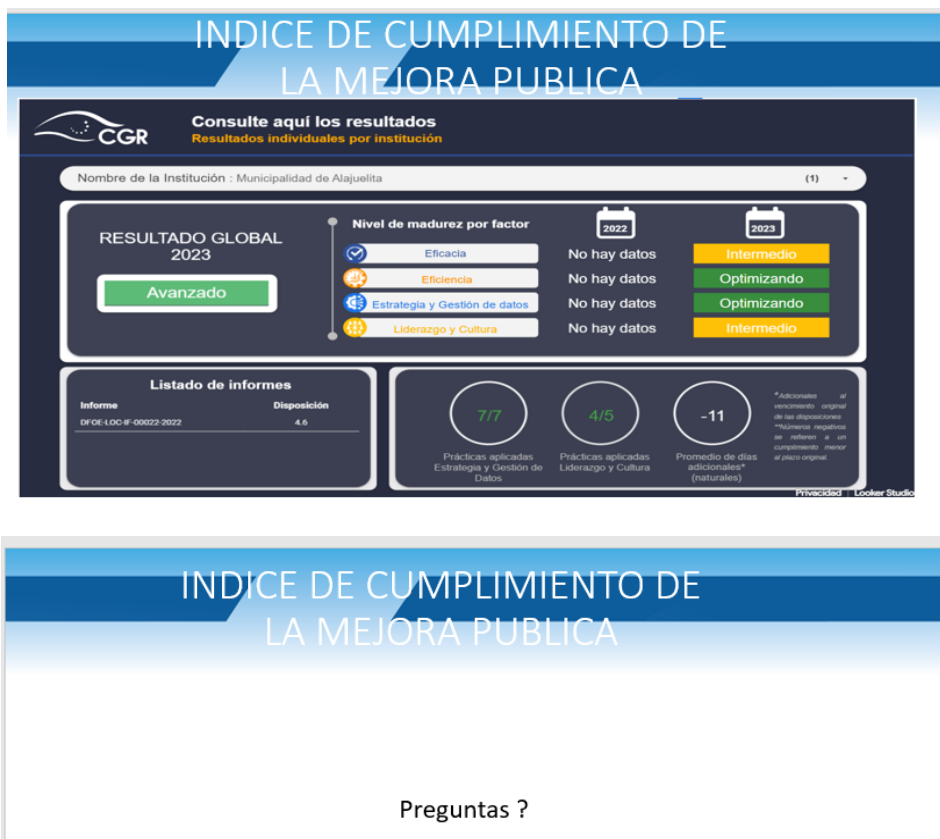 INDICE DE CUMPLIMIENTO DE
LA MEJORA PUBLICA
CGR
Consulte aquí los resultados
Resultados individuales por institución
Nombre de la Institución : Municipalidad de Alajuelita (1)
RESULTADO GLOBAL
2023
Avanzado
Nivel de madurez por factor 2022 2023
Eficacia No hay datos Intermedio
Eficiencia No hay datos Optimizando
Estrategia y Gestión de datos No hay datos Optimizando
Liderazgo y Cultura No hay datos Intermedio
Listado de informes
Informe Disposición
DFOE-LOC-IF-00022-2022 4.6
7/7
Prácticas aplicadas
Estrategia y Gestión de
Datos
4/5
Prácticas aplicadas
Liderazgo y Cultura
-11
Promedio de días
adicionales*
(naturales)
*Adicionales al
vencimiento original
de las disposiciones
**Números negativos
se refieren a un
cumplimiento menor
al plazo original.
Privacidad Looker Studio
INDICE DE CUMPLIMIENTO DE
LA MEJORA PUBLICA
Preguntas ?